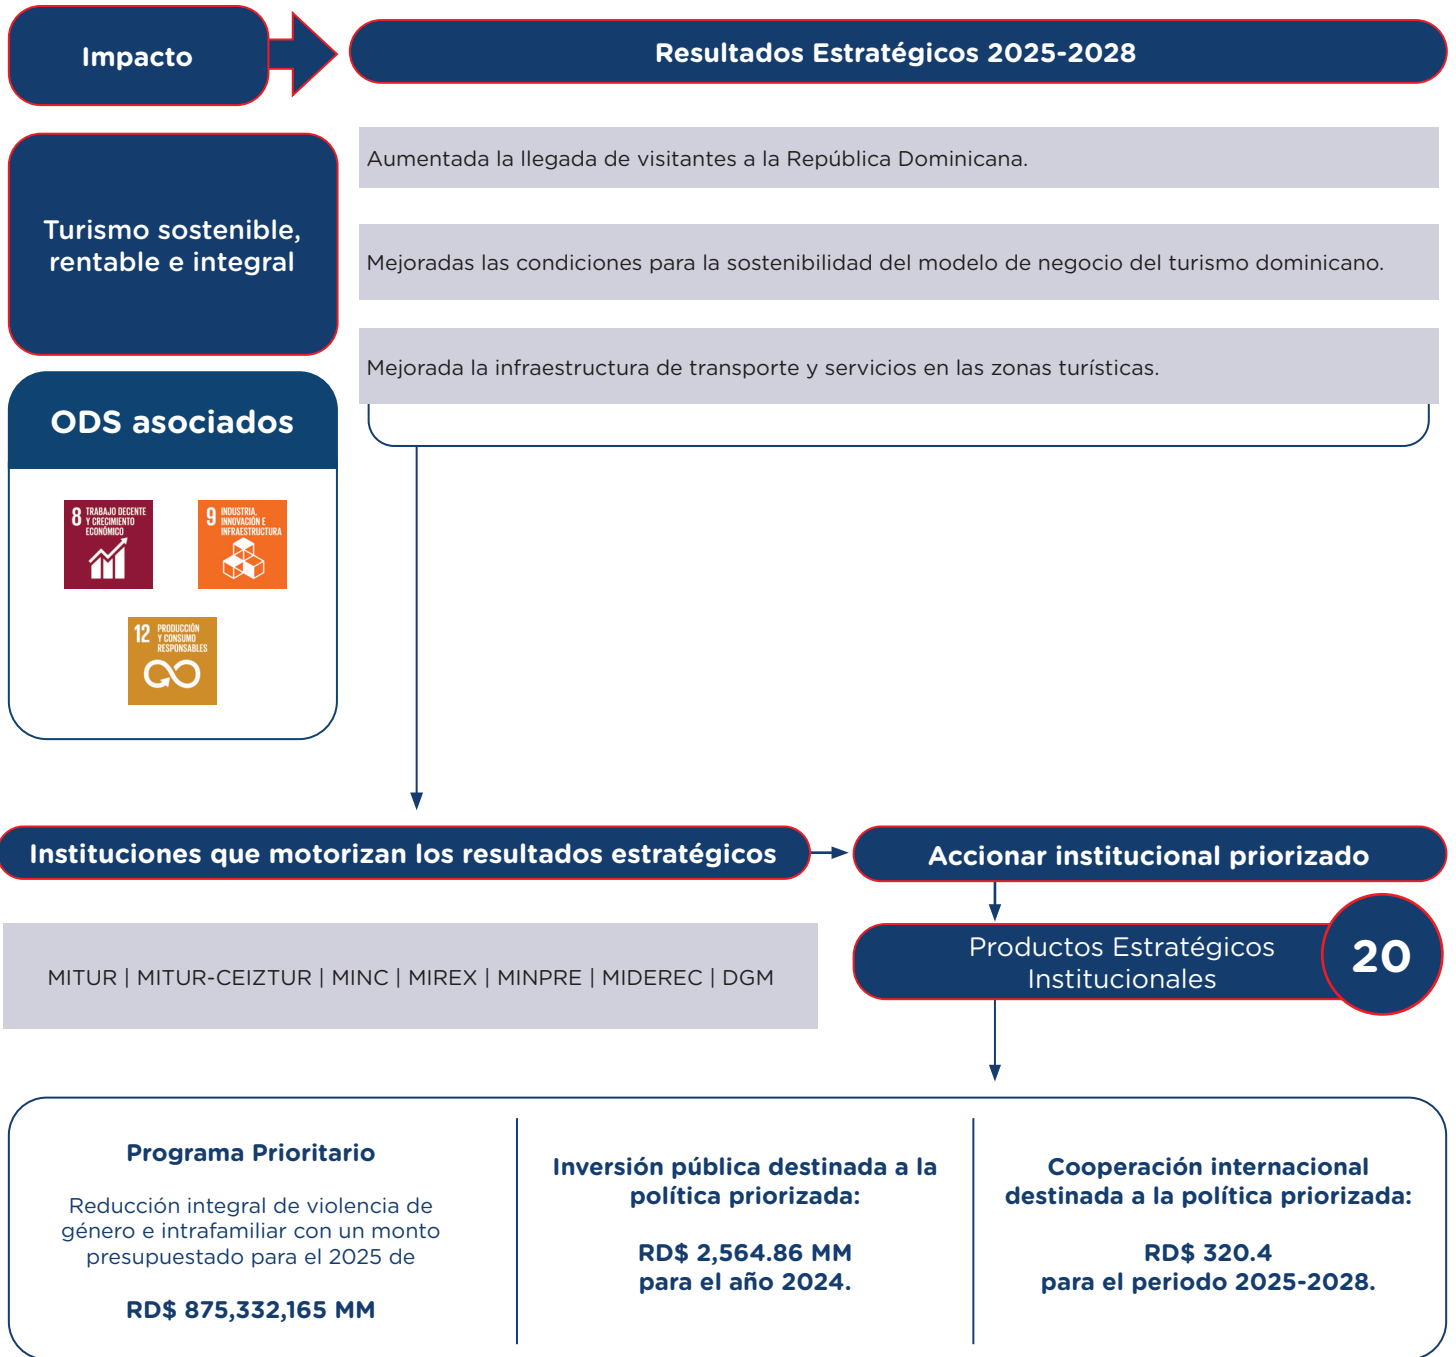 Impacto
Resultados Estratégicos 2025-2028
Aumentada la llegada de visitantes a la República Dominicana.
Turismo sostenible,
rentable e integral
Mejoradas las condiciones para la sostenibilidad del modelo de negocio del turismo dominicano.
Mejorada la infraestructura de transporte y servicios en las zonas turísticas.
ODS asociados
8 TRABAJO DECENTE
Y CRECIMIENTO
ECONÓMICO
9 INDUSTRIA,
INNOVACIÓN E
INFRAESTRUCTURA
12 PRODUCCIÓN
Y CONSUMO
RESPONSABLES
Instituciones que motorizan los resultados estratégicos
Accionar institucional priorizado
MITUR | MITUR-CEIZTUR | MINC | MIREX | MINPRE | MIDEREC | DGM
Productos Estratégicos
Institucionales
20
Programa Prioritario
Reducción integral de violencia de
género e intrafamiliar con un monto
presupuestado para el 2025 de
RD$ 875,332,165 MM
Inversión pública destinada a la
política priorizada:
RD$ 2,564.86 MM
para el año 2024.
Cooperación internacional
destinada a la política priorizada:
RD$ 320.4
para el periodo 2025-2028.